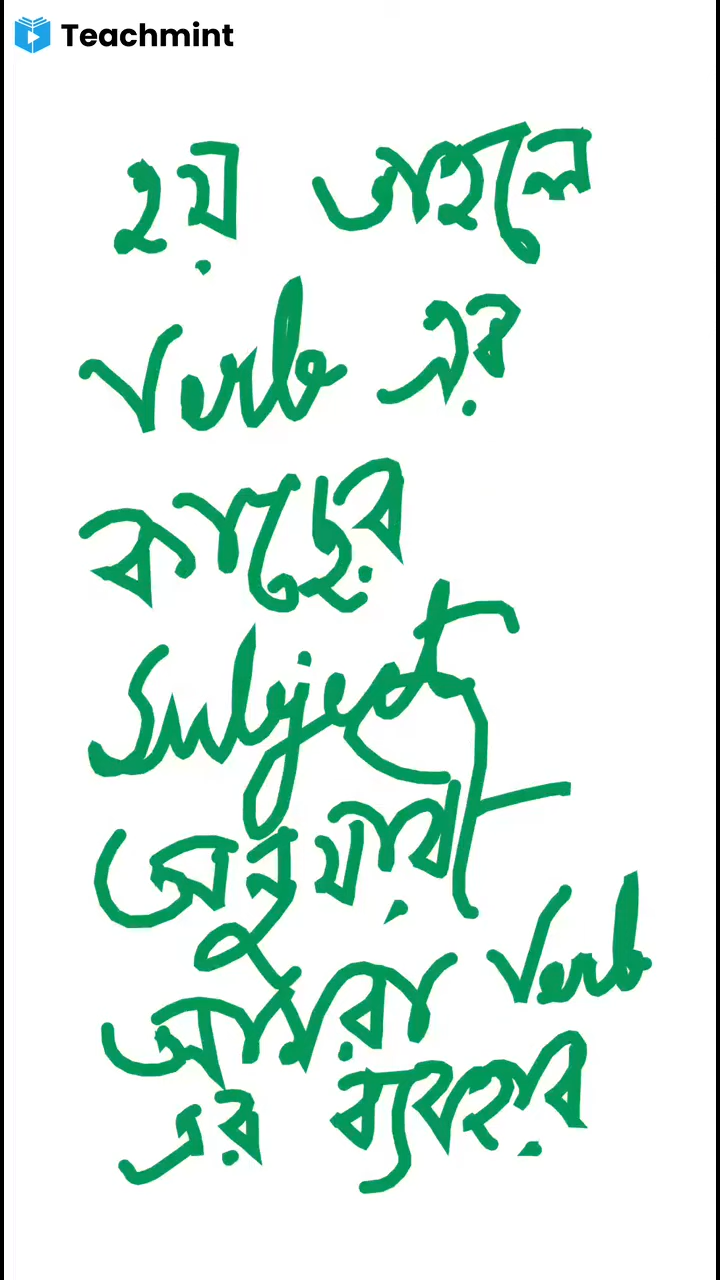 Teachmint
হয় তাহলে
Verb এর
কাছের
Subject
অনুযায়ী
আমরা Verb
এর ব্যবহার